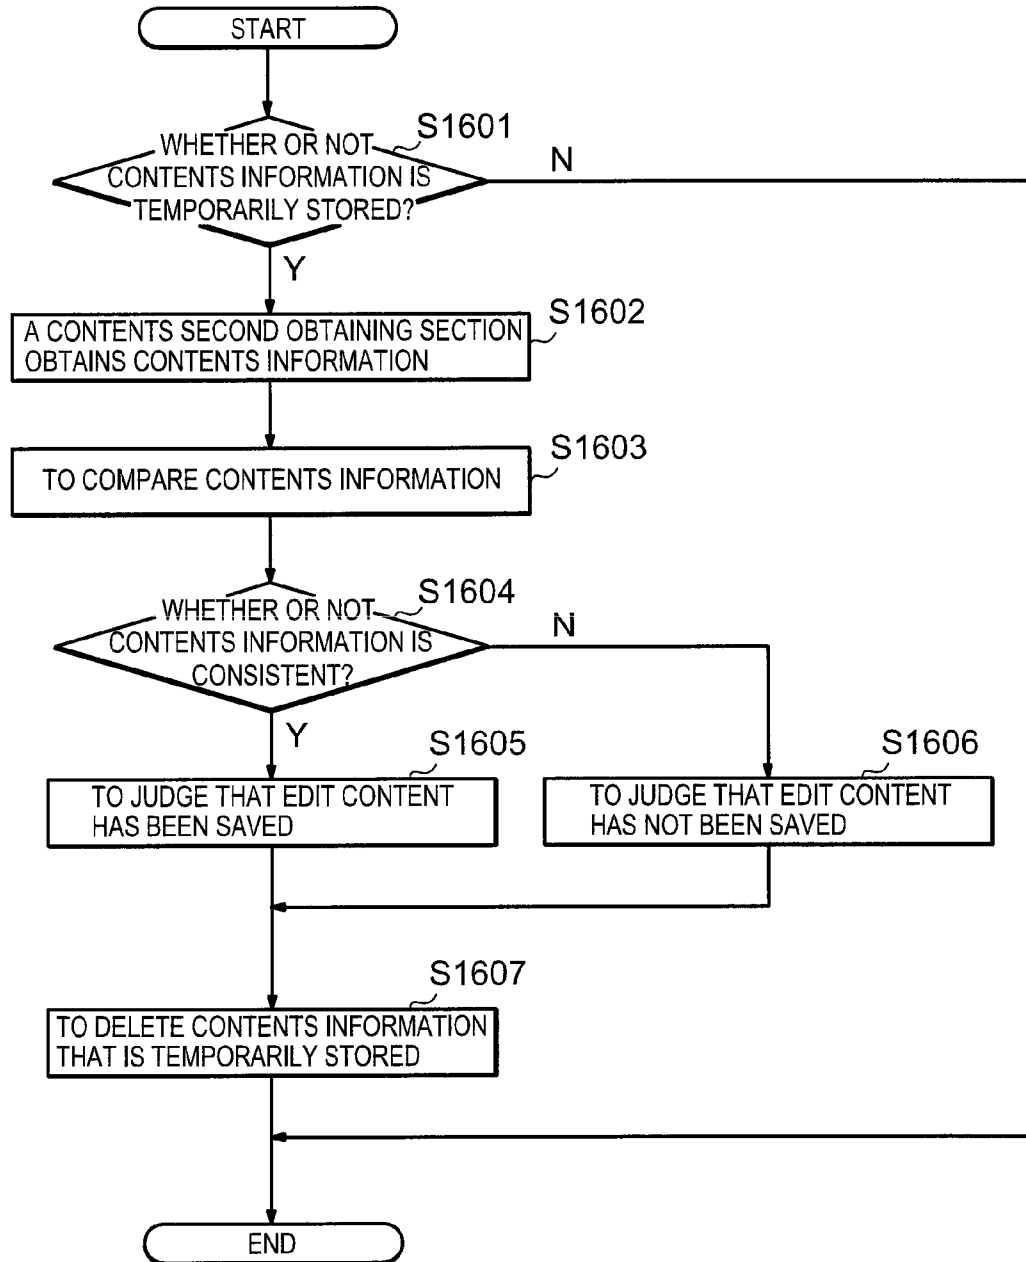 START
S1601
WHETHER OR NOT
CONTENTS INFORMATION IS
TEMPORARILY STORED?
N
Y
S1602
A CONTENTS SECOND OBTAINING SECTION
OBTAINS CONTENTS INFORMATION
S1603
TO COMPARE CONTENTS INFORMATION
S1604
WHETHER OR NOT
CONTENTS INFORMATION IS
CONSISTENT?
N
Y
S1605
TO JUDGE THAT EDIT CONTENT
HAS BEEN SAVED
S1606
TO JUDGE THAT EDIT CONTENT
HAS NOT BEEN SAVED
S1607
TO DELETE CONTENTS INFORMATION
THAT IS TEMPORARILY STORED
END